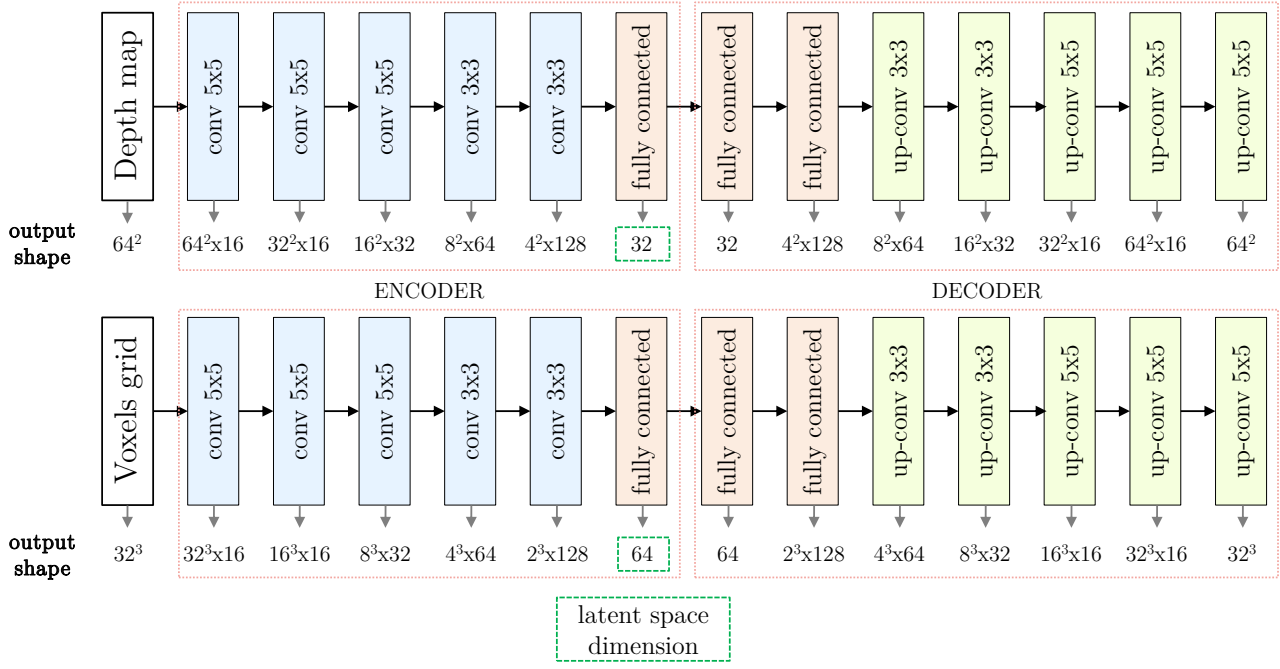 Depth map
conv 5x5
conv 5x5
conv 5x5
conv 3x3
conv 3x3
fully connected
fully connected
fully connected
up-conv 3x3
up-conv 3x3
up-conv 5x5
up-conv 5x5
up-conv 5x5
output
shape
64² 64²x16 32²x16 16²x32 8²x64 4²x128 32 32 4²x128 8²x64 16²x32 32²x16 64²x16 64²
ENCODER DECODER
Voxels grid
conv 5x5
conv 5x5
conv 5x5
conv 3x3
conv 3x3
fully connected
fully connected
fully connected
up-conv 3x3
up-conv 3x3
up-conv 5x5
up-conv 5x5
up-conv 5x5
output
shape
32³ 32³x16 16³x16 8³x32 4³x64 2³x128 64 64 2³x128 4³x64 8³x32 16³x16 32³x16 32³
latent space
dimension